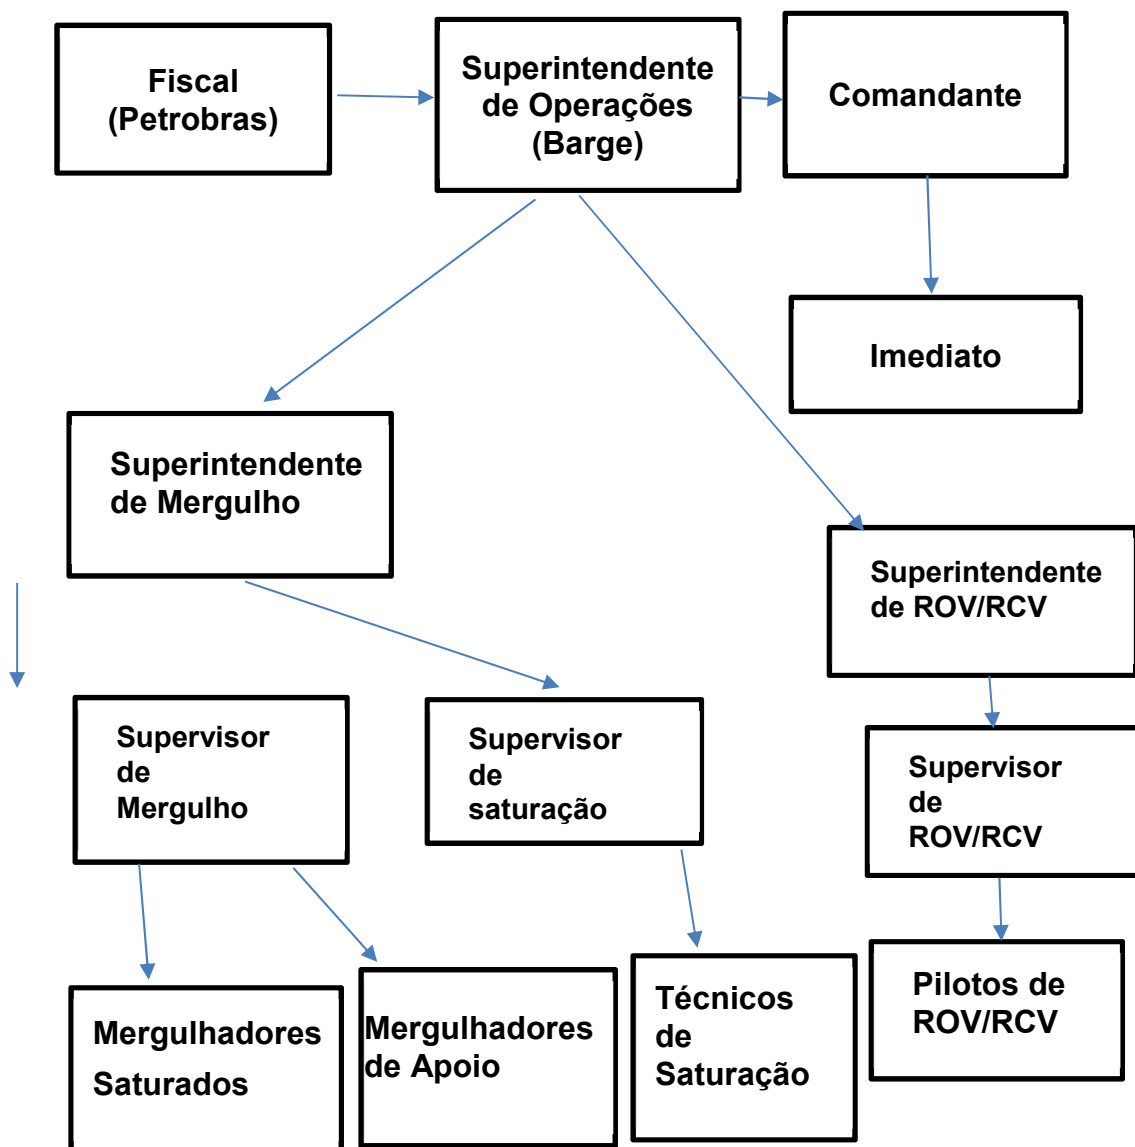 Fiscal
(Petrobras)
Superintendente
de Operações
(Barge)
Comandante
Imediato
Superintendente
de Mergulho
Superintendente
de ROV/RCV
Supervisor
de
Mergulho
Supervisor
de
saturação
Supervisor
de
ROV/RCV
Mergulhadores
Saturados
Mergulhadores
de Apoio
Técnicos
de
Saturação
Pilotos de
ROV/RCV